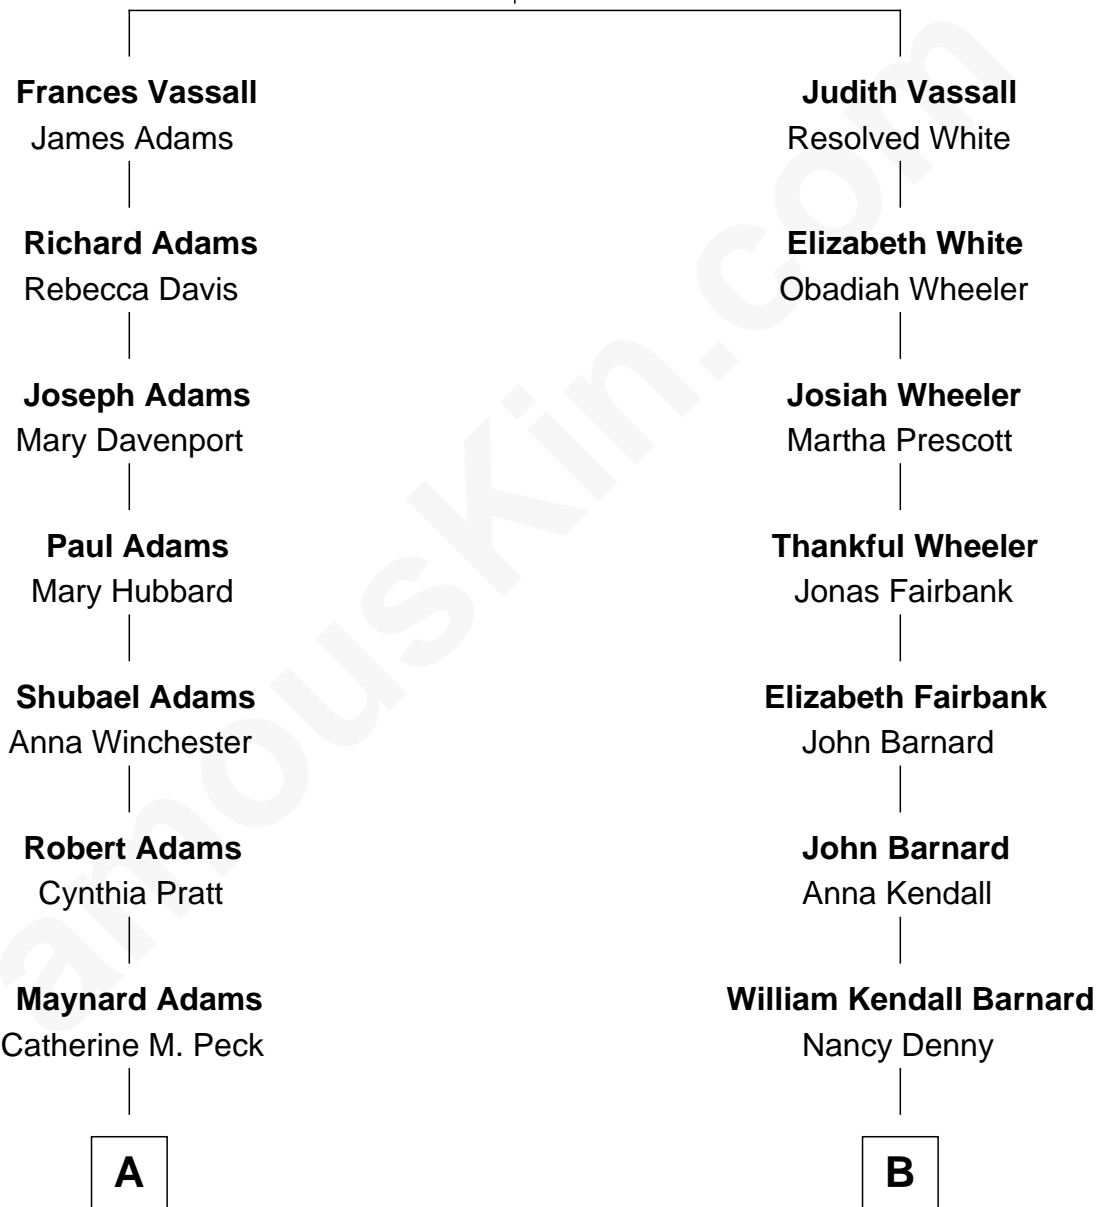 Frances Vassall
James Adams
Richard Adams
Rebecca Davis
Joseph Adams
Mary Davenport
Paul Adams
Mary Hubbard
Shubael Adams
Anna Winchester
Robert Adams
Cynthia Pratt
Maynard Adams
Catherine M. Peck
A
Judith Vassall
Resolved White
Elizabeth White
Obadiah Wheeler
Josiah Wheeler
Martha Prescott
Thankful Wheeler
Jonas Fairbank
Elizabeth Fairbank
John Barnard
John Barnard
Anna Kendall
William Kendall Barnard
Nancy Denny
B
amousKin.com